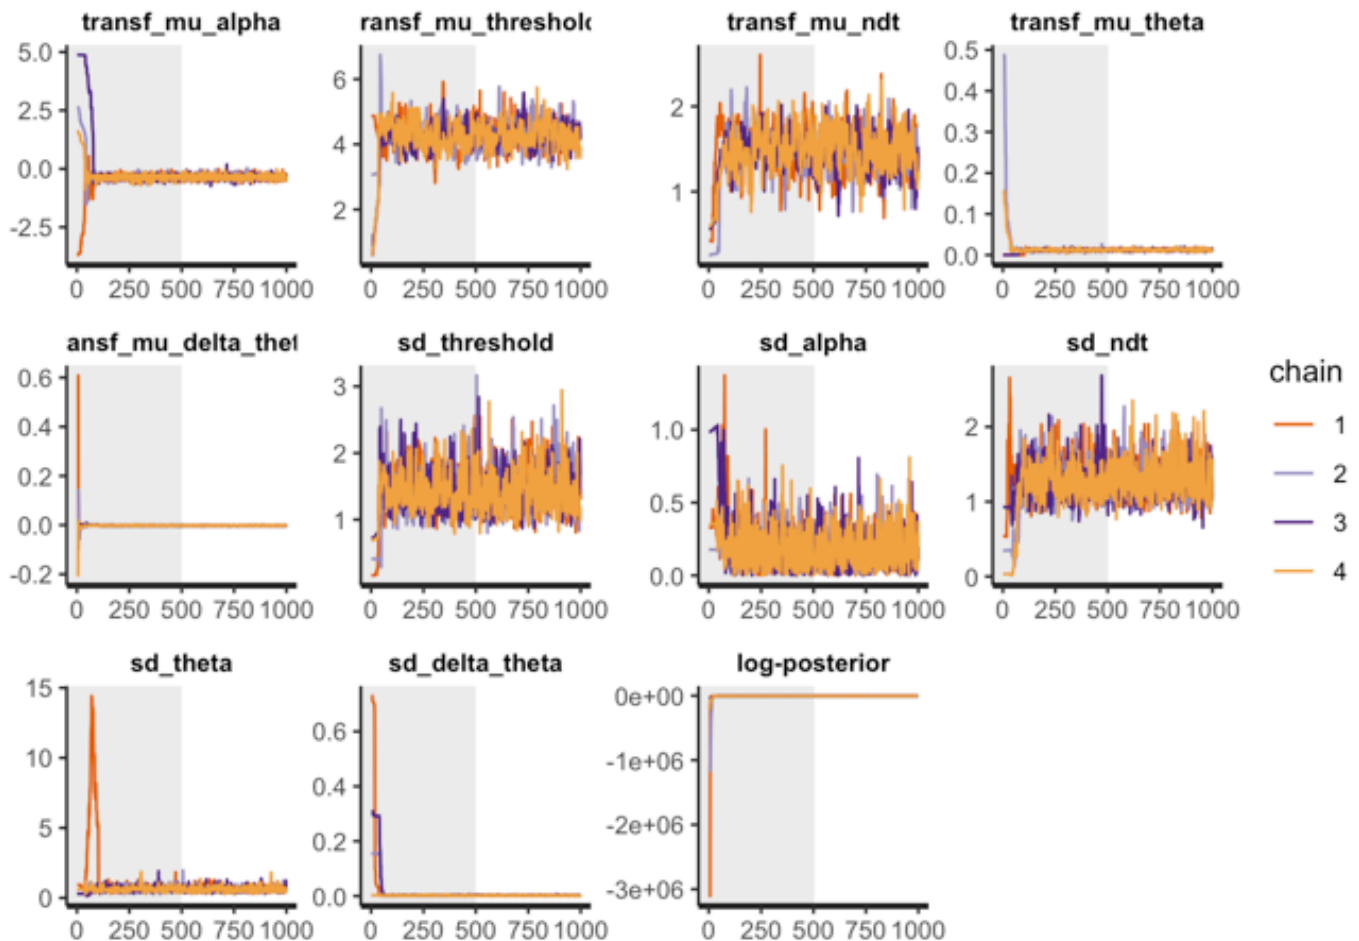 transf_mu_alpha
ransf_mu_threshold
transf_mu_ndt
transf_mu_theta
5.0
2.5
0.0
-2.5
0 250 500 750 1000
6
4
2
0 250 500 750 1000
2
1
0 250 500 750 1000
0.5
0.4
0.3
0.2
0.1
0.0
0 250 500 750 1000
ansf_mu_delta_thet
sd_threshold
sd_alpha
sd_ndt
0.6
0.4
0.2
0.0
-0.2
0 250 500 750 1000
3
2
1
0 250 500 750 1000
1.0
0.5
0.0
0 250 500 750 1000
2
1
0
0 250 500 750 1000
chain
1
2
3
4
sd_theta
sd_delta_theta
log-posterior
15
10
5
0
0 250 500 750 1000
0.6
0.4
0.2
0.0
0 250 500 750 1000
0e+00
-1e+06
-2e+06
-3e+06
0 250 500 750 1000